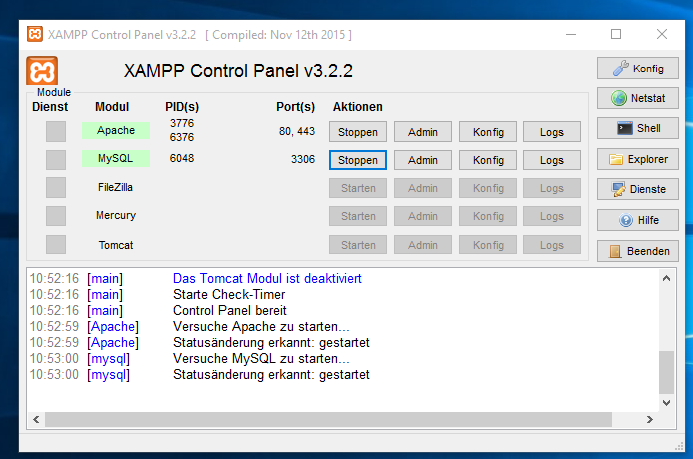 XAMPP Control Panel v3.2.2 [ Compiled: Nov 12th 2015 ]
XAMPP Control Panel v3.2.2
Konfig
Module
Dienst Modul PID(s) Port(s) Aktionen
Netstat
Apache 3776 6376 80, 443 Stoppen Admin Konfig Logs
Shell
MySQL 6048 3306 Stoppen Admin Konfig Logs
Explorer
FileZilla Starten Admin Konfig Logs
Dienste
Mercury Starten Admin Konfig Logs
Hilfe
Tomcat Starten Admin Konfig Logs
Beenden
10:52:16 [main] Das Tomcat Modul ist deaktiviert
10:52:16 [main] Starte Check-Timer
10:52:16 [main] Control Panel bereit
10:52:59 [Apache] Versuche Apache zu starten...
10:52:59 [Apache] Statusänderung erkannt: gestartet
10:53:00 [mysql] Versuche MySQL zu starten...
10:53:00 [mysql] Statusänderung erkannt: gestartet